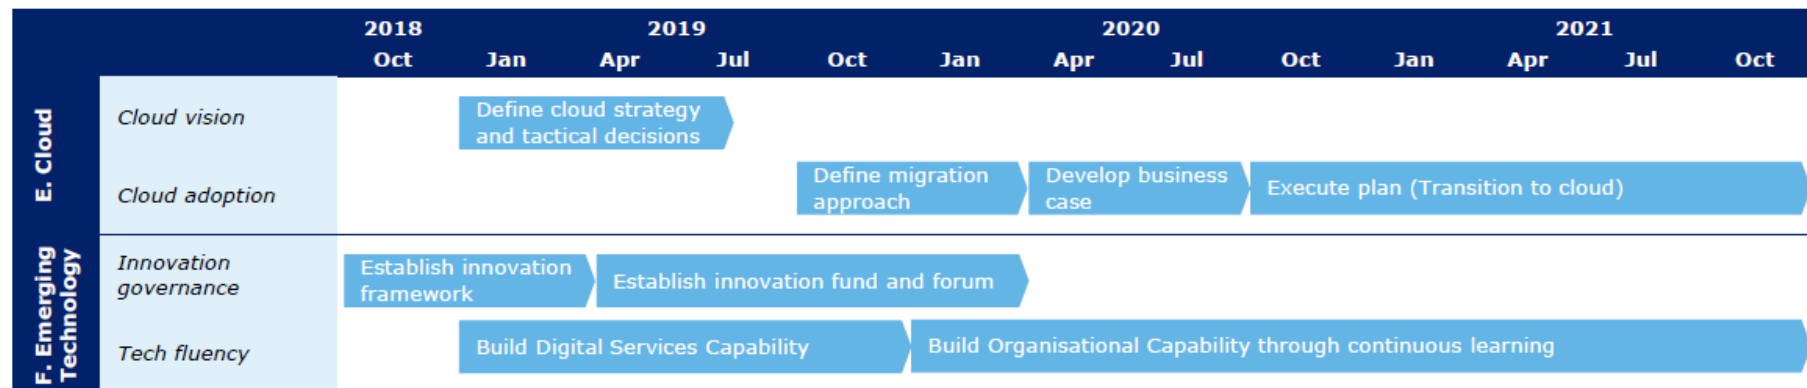 2018 2019 2020 2021
Oct Jan Apr Jul Oct Jan Apr Jul Oct Jan Apr Jul Oct
E. Cloud
Cloud vision
Define cloud strategy
and tactical decisions
Cloud adoption
Define migration
approach
Develop business
case
Execute plan (Transition to cloud)
F. Emerging
Technology
Innovation
governance
Establish innovation
framework
Establish innovation fund and forum
Tech fluency
Build Digital Services Capability
Build Organisational Capability through continuous learning